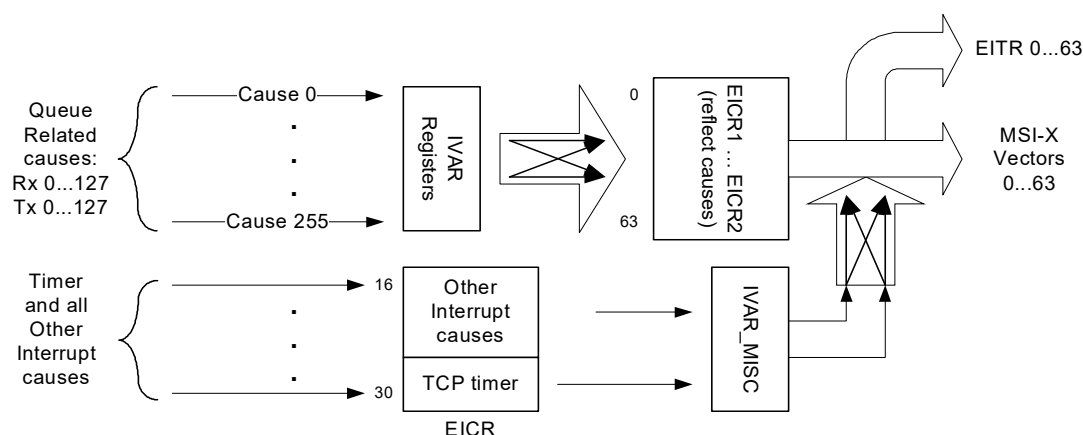 EITR 0...63
Queue
Related
causes:
Rx 0...127
Tx 0...127
Cause 0
.
.
.
.
Cause 255
IVAR
Registers
0
63
EICR1 ... EICR2
(reflect causes)
MSI-X
Vectors
0...63
Timer
and all
Other
Interrupt
causes
.
.
.
.
16
30
Other
Interrupt
causes
TCP timer
EICR
IVAR_MISC